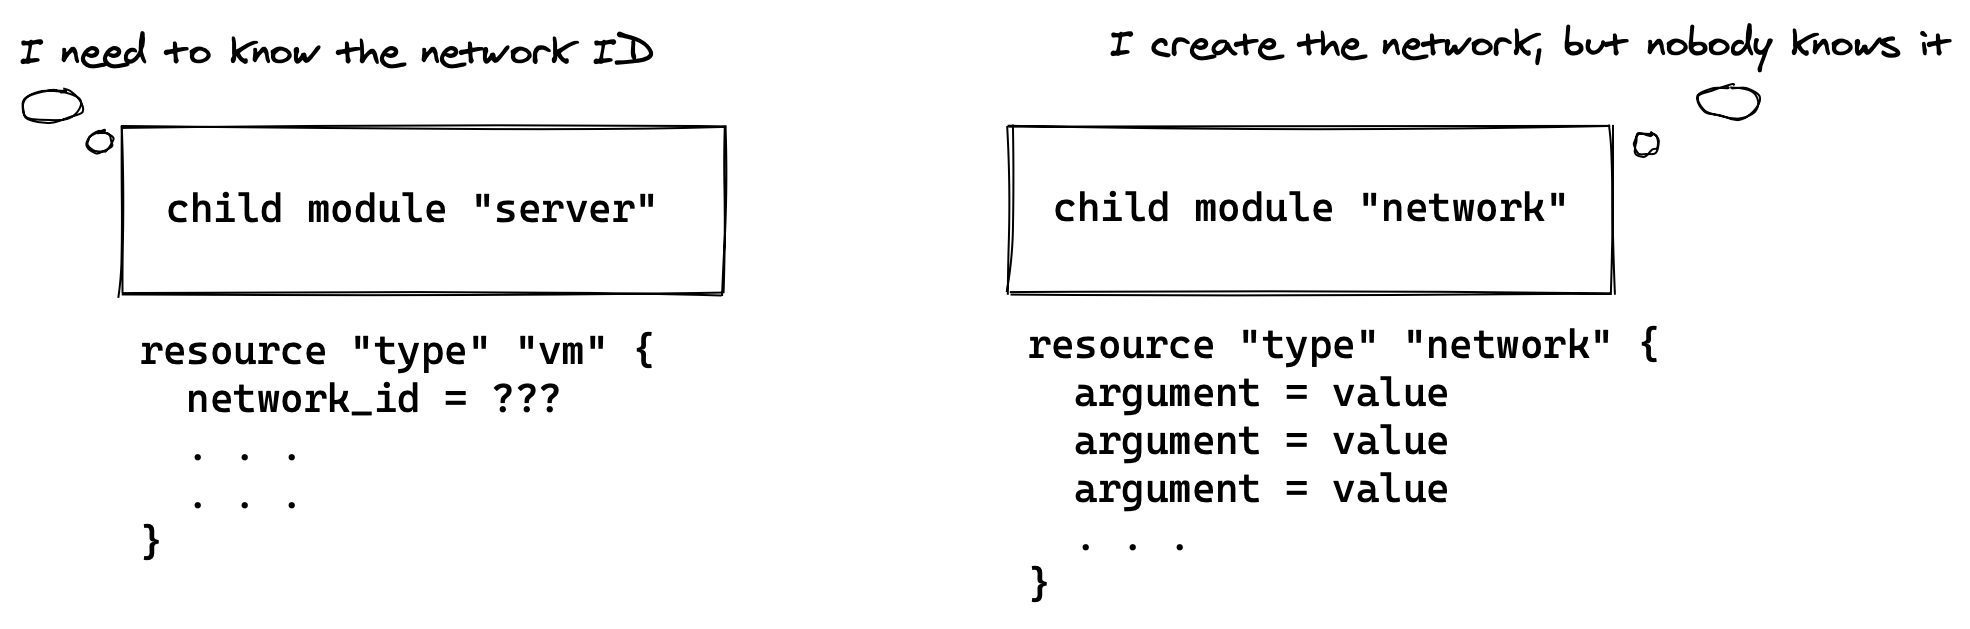 I need to know the network ID
child module "server"
resource "type" "vm" {
  network_id = ???
  . . .
  . . .
}
I create the network, but nobody knows it
child module "network"
resource "type" "network" {
  argument = value
  argument = value
  argument = value
  . . .
}